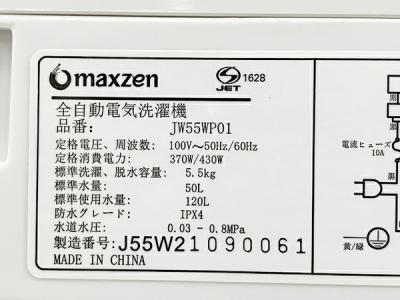 maxzen
JET 1628
全自動電気洗濯機
品番: JW55WP01
定格電圧、周波数: 100V~50Hz/60Hz
定格消費電力: 370W/430W
標準洗濯、脱水容量: 5.5kg
標準水量: 50L
標準使用水量: 120L
防水グレード: IPX4
水道水圧: 0.03 - 0.8MPa
製造番号: J55W21090061
MADE IN CHINA
黒
電流ヒューズ
10A
黒
黄/緑